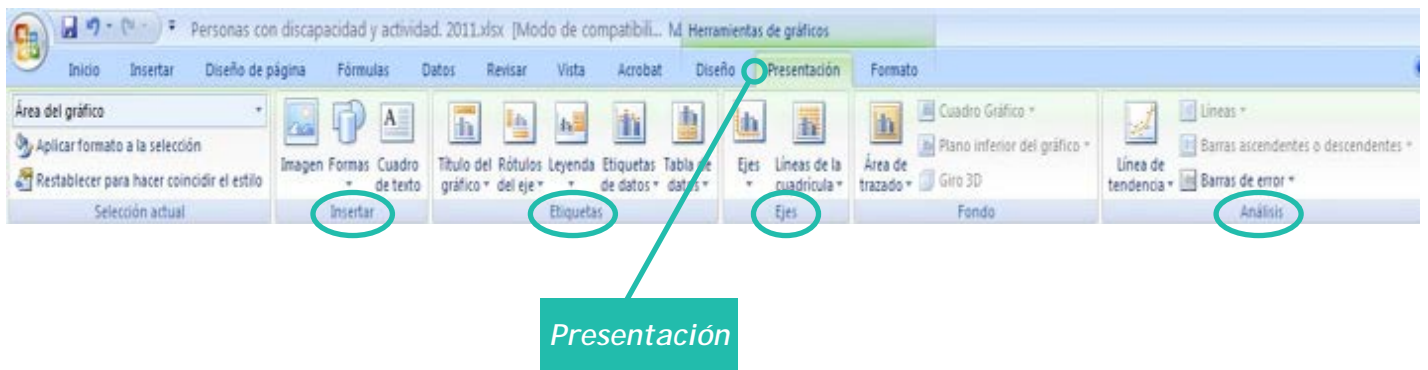 Personas con discapacidad y actividad. 2011.xlsx [Modo de compatibili... M Herramientas de gráficos
Inicio Insertar Diseño de página Fórmulas Datos Revisar Vista Acrobat Diseño Presentación Formato
Área del gráfico
Aplicar formato a la selección
Restablecer para hacer coincidir el estilo
Selección actual
Imagen Formas Cuadro de texto
Insertar
Título del gráfico Rótulos del eje Leyenda Etiquetas de datos Tabla de datos
Etiquetas
Ejes Líneas de la cuadrícula
Ejes
Área de trazado
Cuadro Gráfico
Plano inferior del gráfico
Giro 3D
Fondo
Línea de tendencia
Líneas
Barras ascendentes o descendentes
Barras de error
Análisis
Presentación